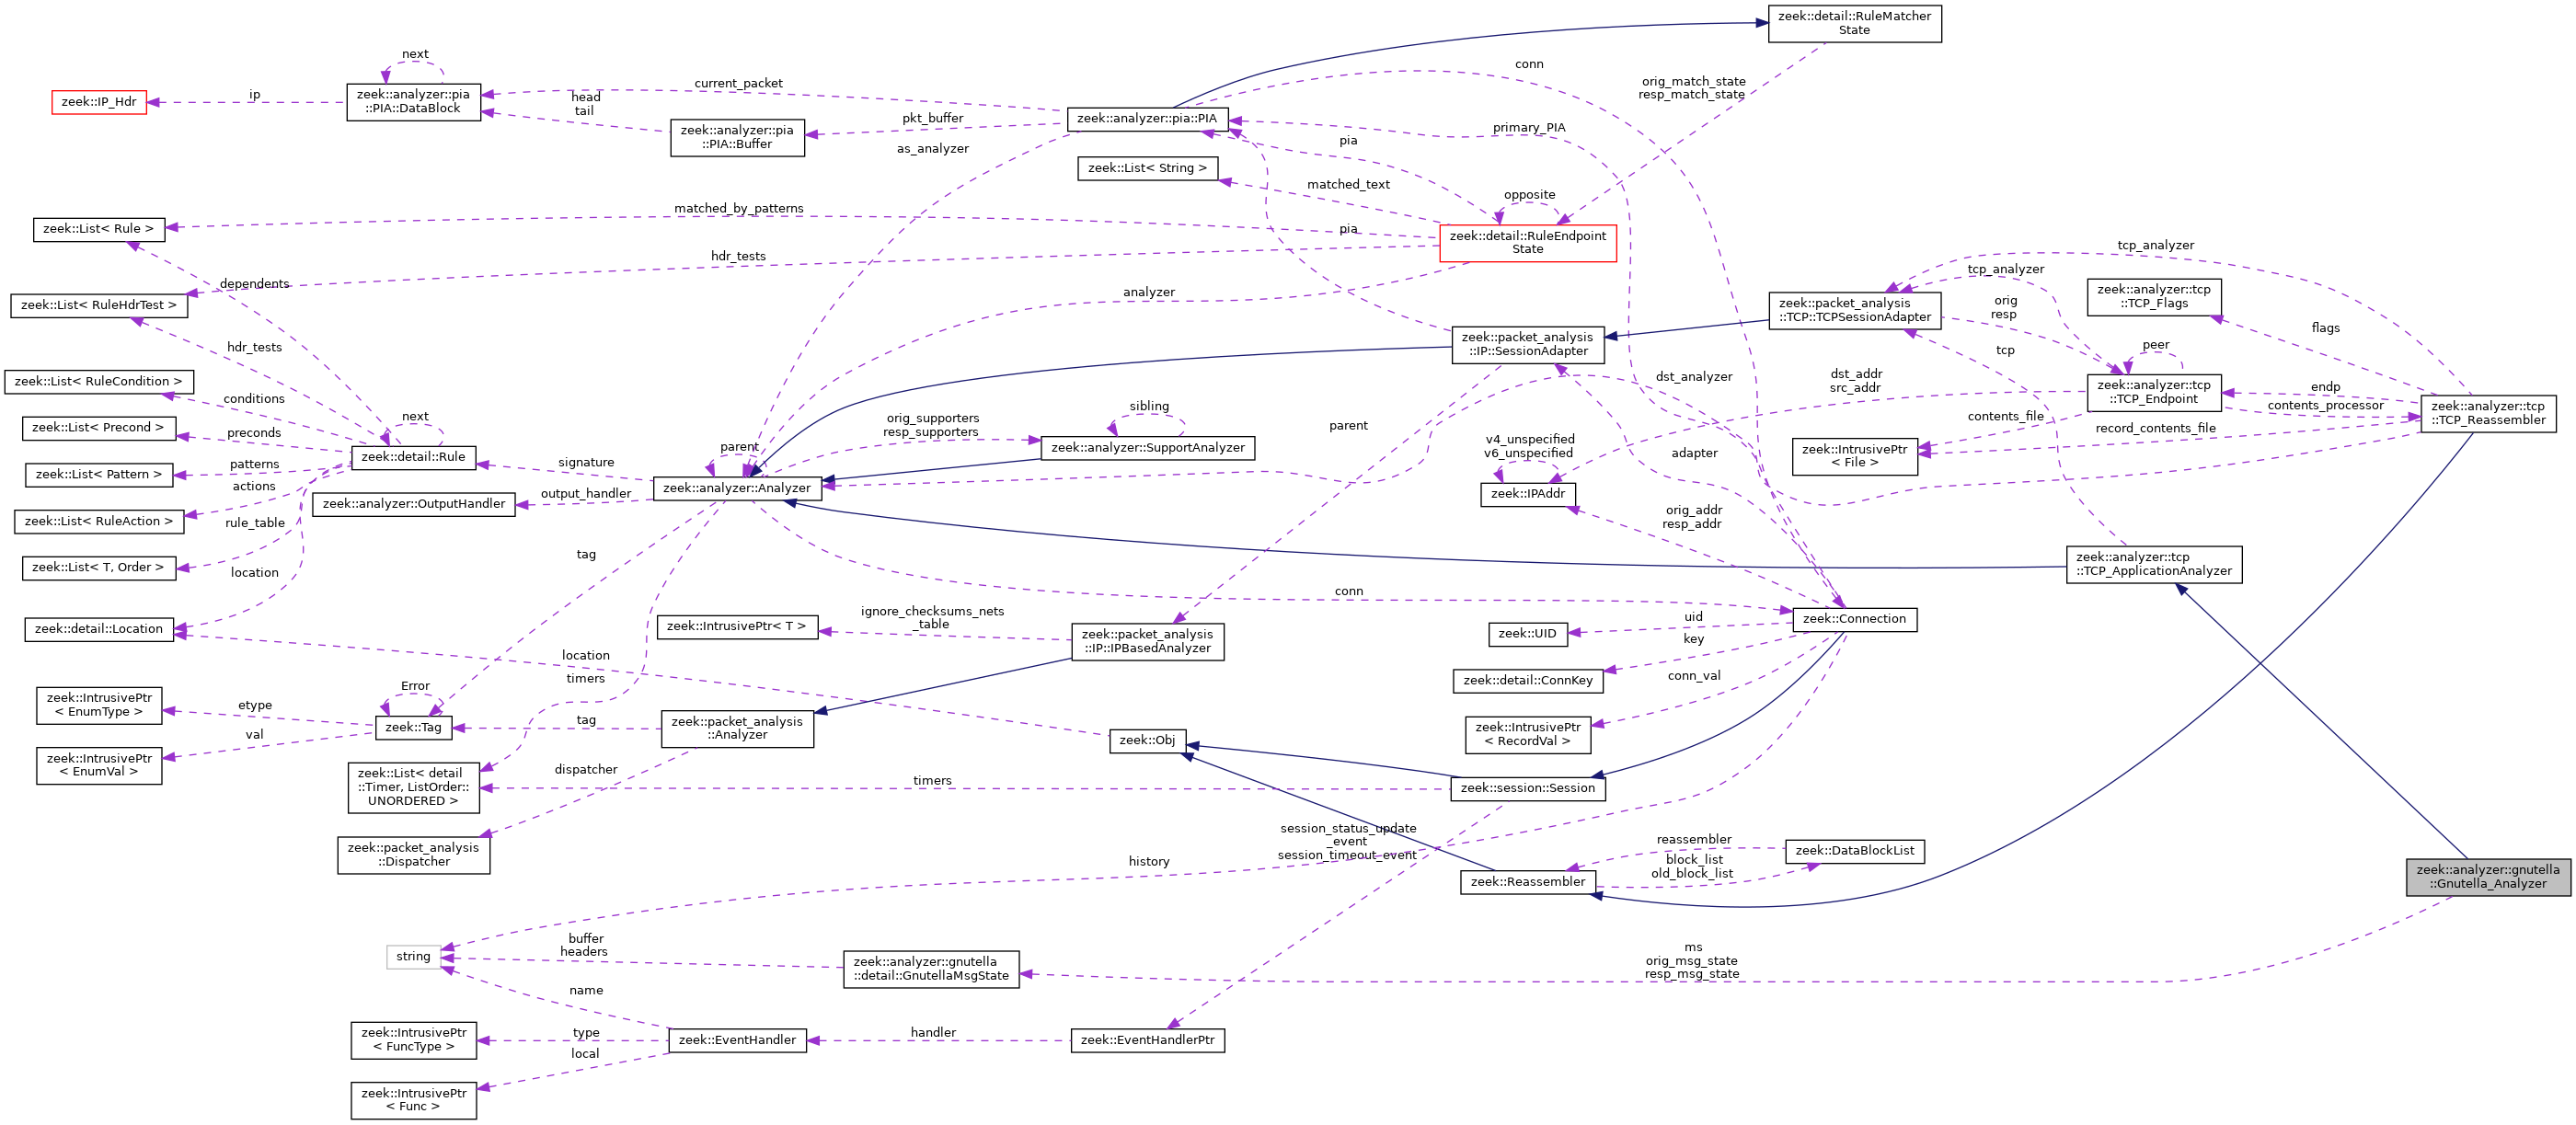 zeek::detail::RuleMatcher
State
next
current_packet
conn
orig_match_state
resp_match_state
zeek::IP_Hdr
ip
zeek::analyzer::pia
::PIA::DataBlock
head
tail
zeek::analyzer::pia
::PIA::Buffer
pkt_buffer
zeek::analyzer::pia::PIA
primary_PIA
as_analyzer
pia
zeek::List< String >
matched_text
opposite
matched_by_patterns
zeek::List< Rule >
pia
zeek::detail::RuleEndpoint
State
hdr_tests
tcp_analyzer
tcp_analyzer
dependents
analyzer
zeek::List< RuleHdrTest >
zeek::packet_analysis
::TCP::TCPSessionAdapter
orig
resp
zeek::analyzer::tcp
::TCP_Flags
flags
hdr_tests
zeek::packet_analysis
::IP::SessionAdapter
tcp
peer
zeek::List< RuleCondition >
conditions
dst_analyzer
dst_addr
src_addr
zeek::analyzer::tcp
::TCP_Endpoint
endp
contents_processor
zeek::analyzer::tcp
::TCP_Reassembler
next
sibling
orig_supporters
resp_supporters
parent
contents_file
record_contents_file
zeek::List< Precond >
preconds
zeek::detail::Rule
parent
zeek::analyzer::SupportAnalyzer
v4_unspecified
v6_unspecified
adapter
zeek::IntrusivePtr
< File >
zeek::List< Pattern >
patterns
signature
zeek::analyzer::Analyzer
actions
zeek::analyzer::OutputHandler
output_handler
zeek::IPAddr
zeek::List< RuleAction >
rule_table
orig_addr
resp_addr
zeek::List< T, Order >
location
tag
zeek::analyzer::tcp
::TCP_ApplicationAnalyzer
conn
zeek::detail::Location
zeek::IntrusivePtr< T >
ignore_checksums_nets
_table
zeek::packet_analysis
::IP::IPBasedAnalyzer
zeek::UID
uid
zeek::Connection
key
location
timers
zeek::detail::ConnKey
conn_val
Error
zeek::IntrusivePtr
< EnumType >
etype
val
zeek::Tag
tag
zeek::packet_analysis
::Analyzer
zeek::Obj
zeek::IntrusivePtr
< RecordVal >
zeek::IntrusivePtr
< EnumVal >
zeek::List< detail
::Timer, ListOrder::
UNORDERED >
dispatcher
timers
zeek::session::Session
zeek::packet_analysis
::Dispatcher
history
session_status_update
_event
session_timeout_event
reassembler
block_list
old_block_list
zeek::DataBlockList
zeek::Reassembler
zeek::analyzer::gnutella
::Gnutella_Analyzer
string
buffer
headers
zeek::analyzer::gnutella
::detail::GnutellaMsgState
ms
orig_msg_state
resp_msg_state
name
zeek::IntrusivePtr
< FuncType >
type
local
zeek::EventHandler
handler
zeek::EventHandlerPtr
zeek::IntrusivePtr
< Func >